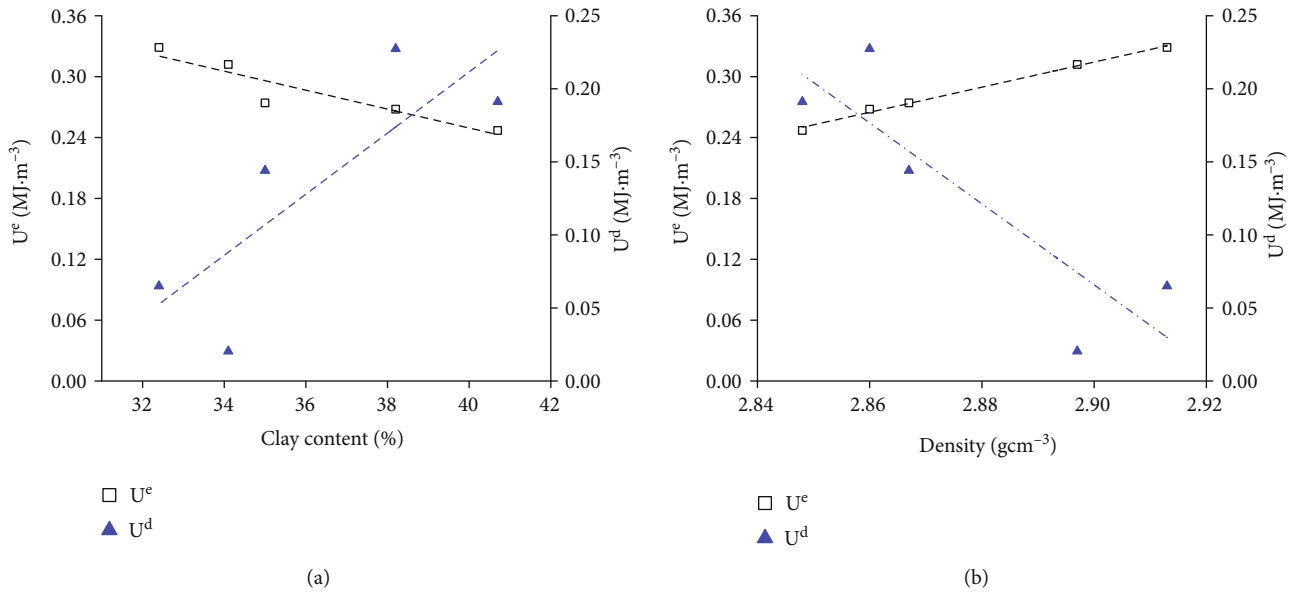 0.36
0.30
0.24
0.18
0.12
0.06
0.00
Uᵉ (MJ·m⁻³)
0.25
0.20
0.15
0.10
0.05
0.00
Uᵈ (MJ·m⁻³)
32 34 36 38 40 42
Clay content (%)
Uᵉ
Uᵈ
(a)
0.36
0.30
0.24
0.18
0.12
0.06
0.00
Uᵉ (MJ·m⁻³)
0.25
0.20
0.15
0.10
0.05
0.00
Uᵈ (MJ·m⁻³)
2.84 2.86 2.88 2.90 2.92
Density (gcm⁻³)
Uᵉ
Uᵈ
(b)